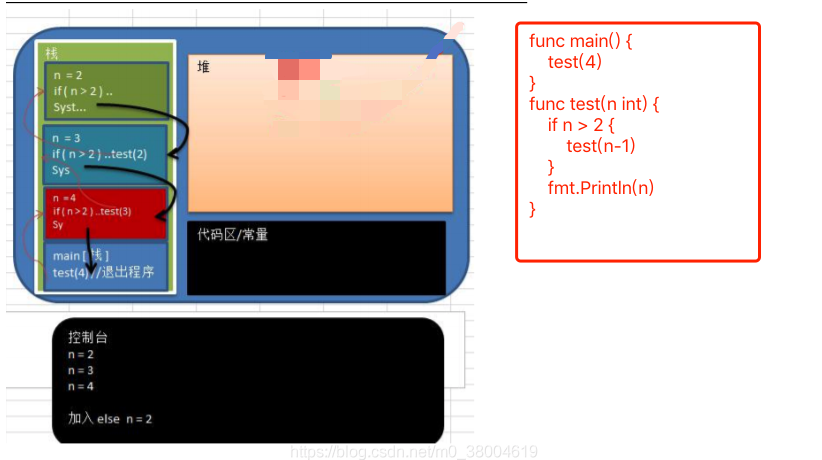 栈
n = 2
if ( n > 2 ) ..
Syst...
n = 3
if ( n > 2 ) ..test(2)
Sys
n =4
if ( n >2 ) ..test(3)
Sy
main [ 栈 ]
test(4) //退出程序
堆
代码区/常量
控制台
n = 2
n = 3
n = 4
加入 else n = 2
func main() {
test(4)
}
func test(n int) {
if n > 2 {
test(n-1)
}
fmt.Println(n)
}
https://blog.csdn.net/m0_38004619